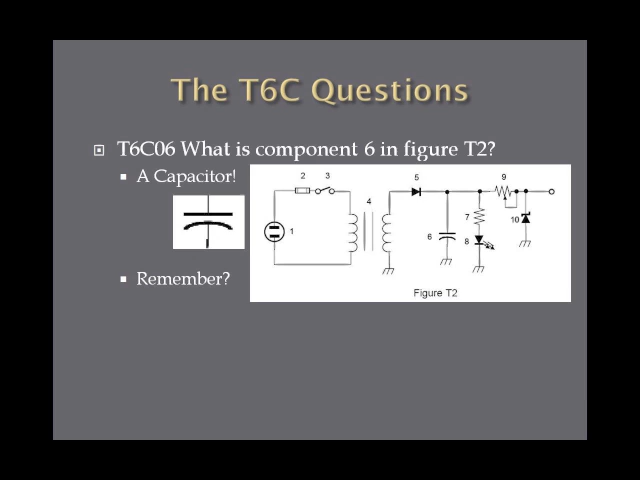 The T6C Questions
T6C06 What is component 6 in figure T2?
A Capacitor!
Remember?
1
2
3
4
5
6
7
8
9
10
Figure T2